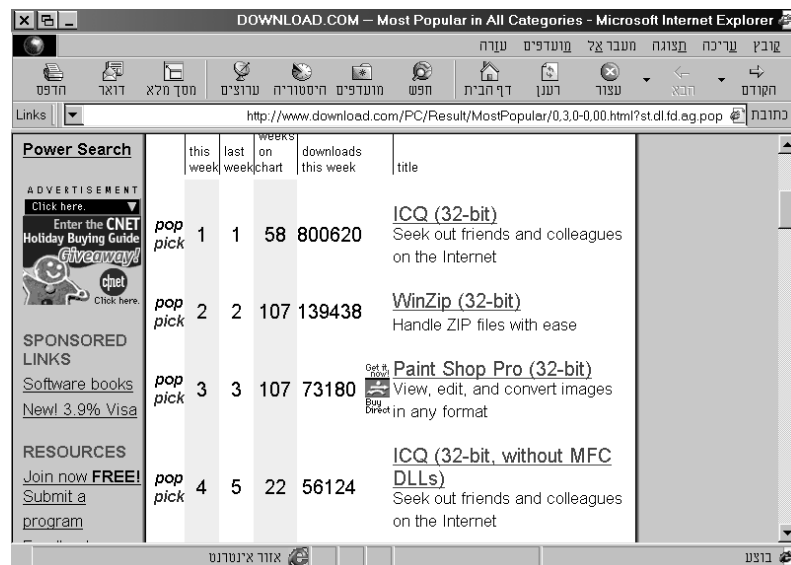 DOWNLOAD.COM — Most Popular in All Categories - Microsoft Internet Explorer
קובץ עריכה תצוגה מעבר אל מועדפים עזרה
הקודם הבא עצור רענן דף הבית חפש מועדפים היסטוריה ערוצים מסך מלא דואר הדפס
כתובת http://www.download.com/PC/Result/MostPopular/0,3,0-0,00.html?st.dl.fd.ag.pop Links
Power Search
ADVERTISEMENT
Click here.
Enter the CNET
Holiday Buying Guide
Giveaway!
cnet
Click here.
SPONSORED
LINKS
Software books
New! 3.9% Visa
RESOURCES
Join now FREE!
Submit a
program
this week last week weeks on chart downloads this week title
pop pick 1 1 58 800620 ICQ (32-bit)
Seek out friends and colleagues
on the Internet
pop pick 2 2 107 139438 WinZip (32-bit)
Handle ZIP files with ease
pop pick 3 3 107 73180 Get it now! Buy Direct Paint Shop Pro (32-bit)
View, edit, and convert images
in any format
pop pick 4 5 22 56124 ICQ (32-bit, without MFC
DLLs)
Seek out friends and colleagues
on the Internet
בוצע אזור אינטרנט